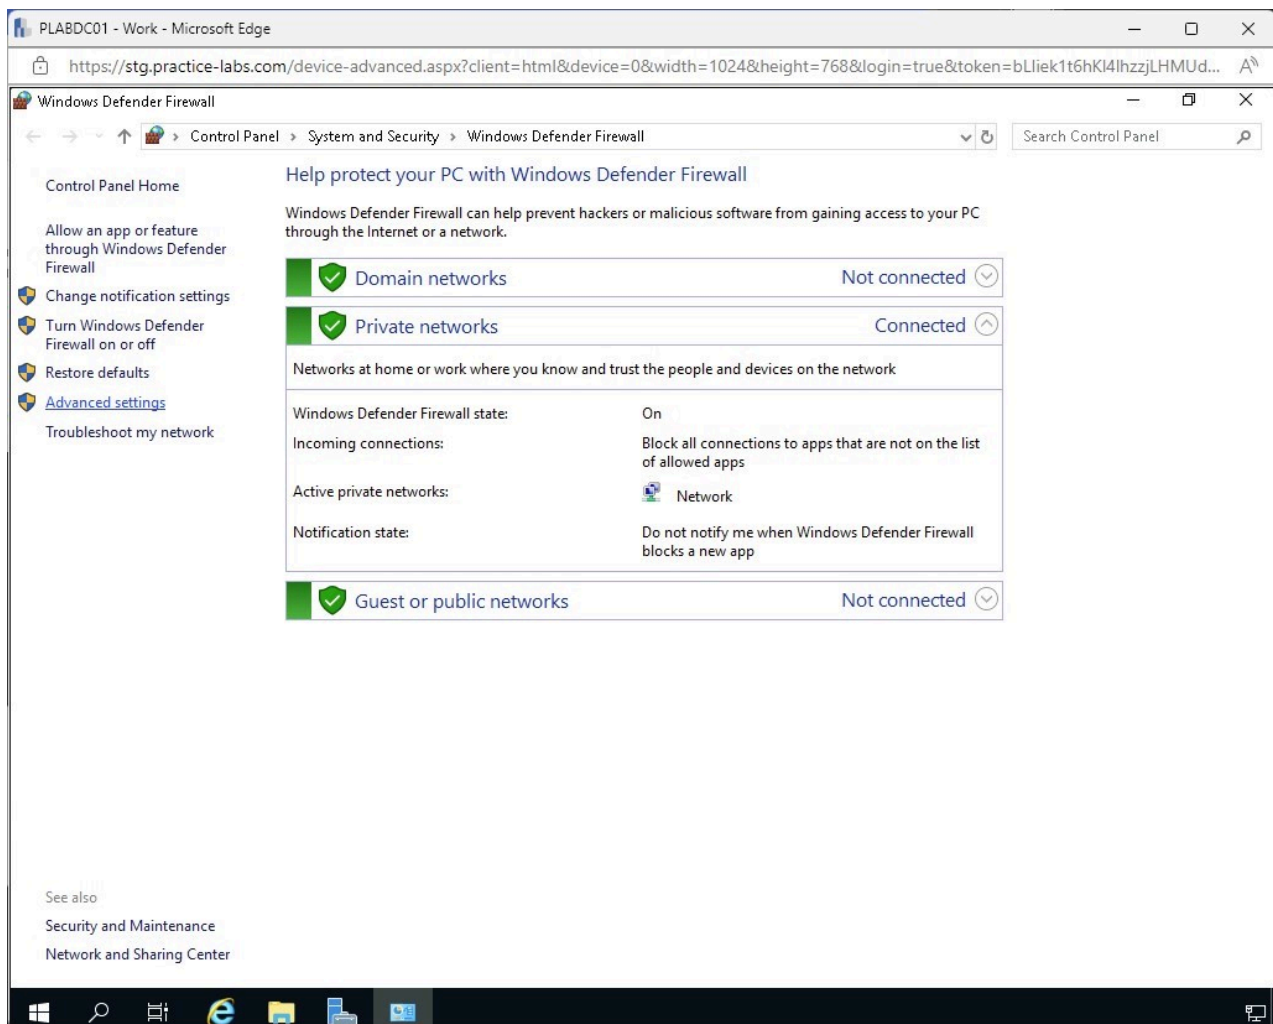 PLABDC01 - Work - Microsoft Edge
https://stg.practice-labs.com/device-advanced.aspx?client=html&device=0&width=1024&height=768&login=true&token=bLliek1t6hKl4lhzzjLHMUd...
Windows Defender Firewall
Control Panel > System and Security > Windows Defender Firewall
Search Control Panel
Control Panel Home
Allow an app or feature
through Windows Defender
Firewall
Change notification settings
Turn Windows Defender
Firewall on or off
Restore defaults
Advanced settings
Troubleshoot my network
Help protect your PC with Windows Defender Firewall
Windows Defender Firewall can help prevent hackers or malicious software from gaining access to your PC
through the Internet or a network.
Domain networks Not connected
Private networks Connected
Networks at home or work where you know and trust the people and devices on the network
Windows Defender Firewall state: On
Incoming connections: Block all connections to apps that are not on the list
of allowed apps
Active private networks: Network
Notification state: Do not notify me when Windows Defender Firewall
blocks a new app
Guest or public networks Not connected
See also
Security and Maintenance
Network and Sharing Center